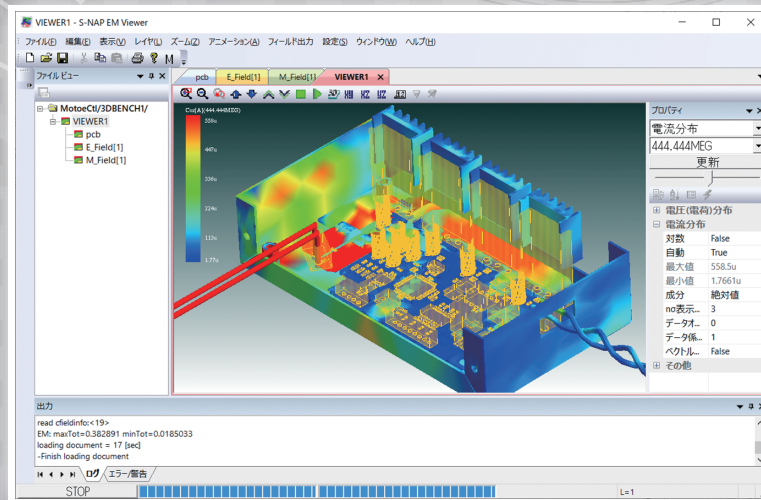 VIEWER1 - S-NAP EM Viewer
ファイル(F) 編集(E) 表示(V) レイヤ(L) ズーム(Z) アニメーション(A) フィールド出力 設定(S) ウィンドウ(W) ヘルプ(H)
M
ファイル ビュー
MotoeCtl/3DBENCH1/
VIEWER1
pcb
E_Field[1]
M_Field[1]
pcb E_Field[1] M_Field[1] VIEWER1
3D XY XZ YZ
Cur[A](444.444MEG)
558u
447u
336u
224u
113u
1.77u
プロパティ
電流分布
444.444MEG
更新
電圧(電荷)分布
電流分布
対数 False
自動 True
最大値 558.5u
最小値 1.7661u
成分 絶対値
no表示... 3
データオ... 0
データ係... 1
ベクトル... False
その他
出力
read cfieldinfo:<19>
EM: maxTot=0.382891 minTot=0.0185033
loading document = 17 [sec]
-Finish loading document
ログ エラー/警告
STOP L=1